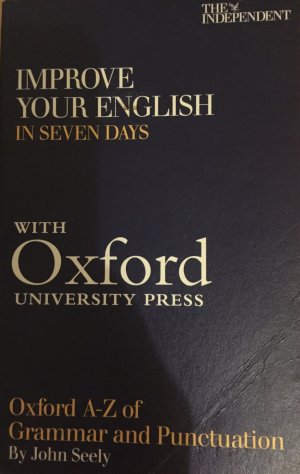 THE
INDEPENDENT
IMPROVE
YOUR ENGLISH
IN SEVEN DAYS
WITH
Oxford
UNIVERSITY PRESS
Oxford A-Z of
Grammar and Punctuation
By John Seely